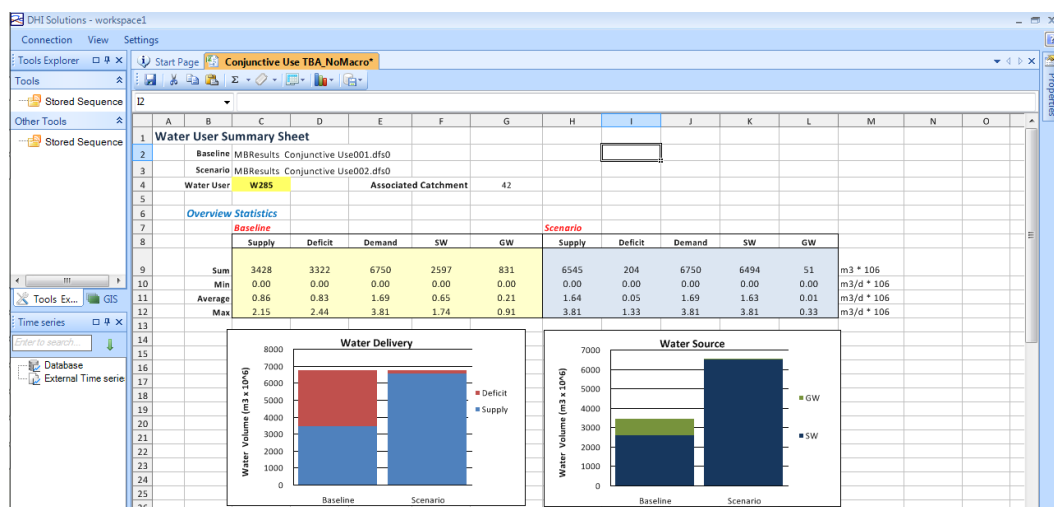 DHI Solutions - workspace1
Connection View Settings
Tools Explorer
Start Page Conjunctive Use TBA_NoMacro*
Tools
Stored Sequence
Other Tools
Stored Sequence
Tools Ex... GIS
Time series
Enter to search...
Database
External Time serie
Properties
I2
A B C D E F G H I J K L M N O
1 Water User Summary Sheet
2 Baseline MBResults Conjunctive Use001.dfs0
3 Scenario MBResults Conjunctive Use002.dfs0
4 Water User W285 Associated Catchment 42
5
6 Overview Statistics
7 Baseline Scenario
8 Supply Deficit Demand SW GW Supply Deficit Demand SW GW
9 Sum 3428 3322 6750 2597 831 6545 204 6750 6494 51 m3 * 106
10 Min 0.00 0.00 0.00 0.00 0.00 0.00 0.00 0.00 0.00 0.00 m3/d * 106
11 Average 0.86 0.83 1.69 0.65 0.21 1.64 0.05 1.69 1.63 0.01 m3/d * 106
12 Max 2.15 2.44 3.81 1.74 0.91 3.81 1.33 3.81 3.81 0.33 m3/d * 106
13
14
15
16
17
18
19
20
21
22
23
24
25
Water Delivery
Water Volume (m3 x 10^6)
8000
7000
6000
5000
4000
3000
2000
1000
0
Baseline Scenario
Deficit
Supply
Water Source
Water Volume (m3 x 10^6)
7000
6000
5000
4000
3000
2000
1000
0
Baseline Scenario
GW
SW